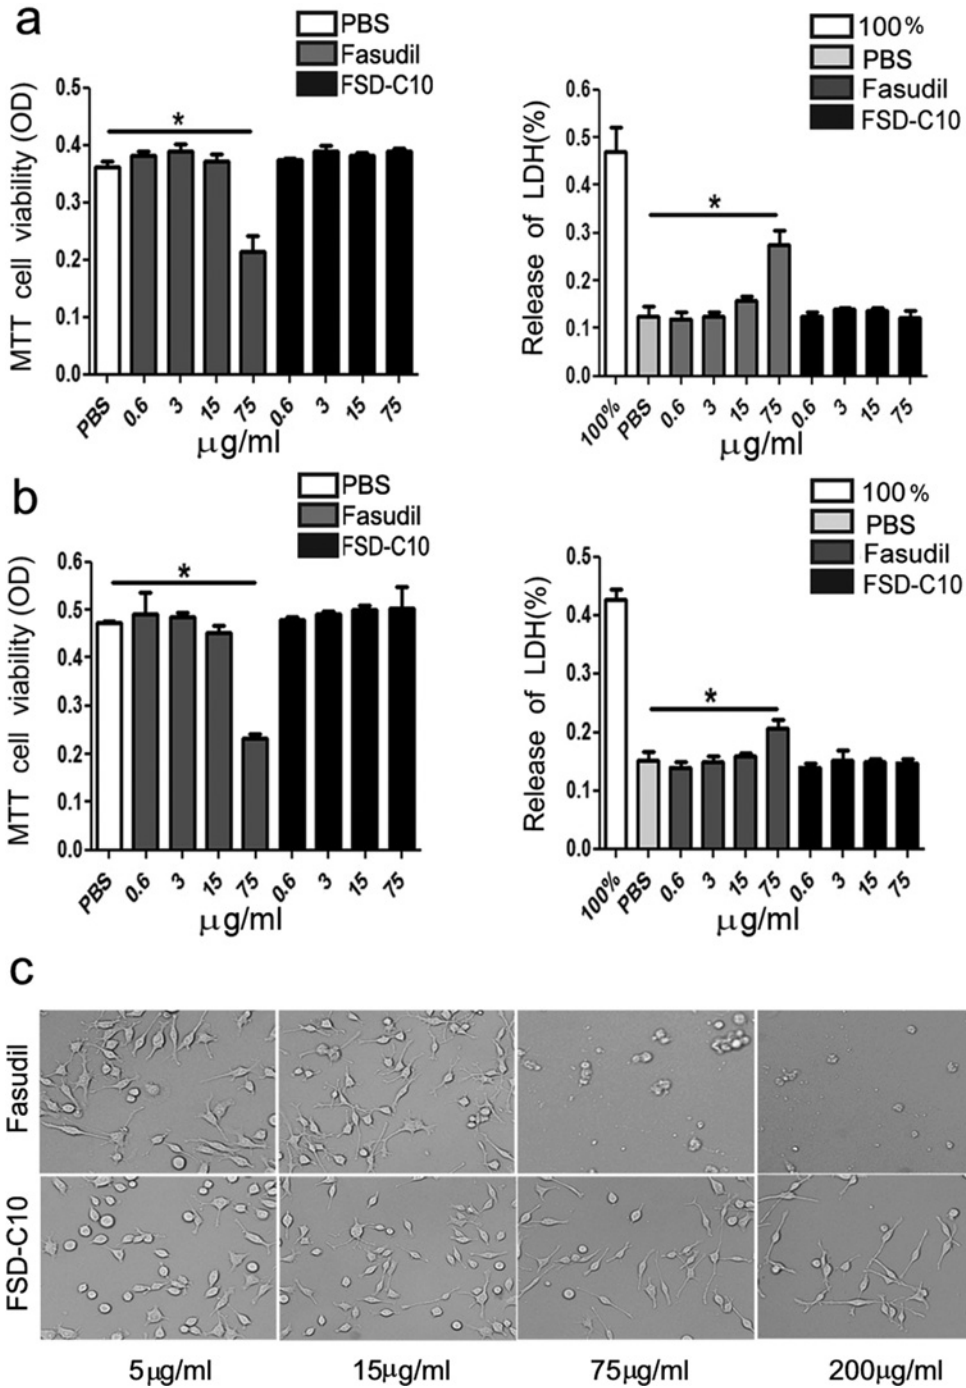 a
PBS
Fasudil
FSD-C10
MTT cell viability (OD)
0.5
0.4
0.3
0.2
0.1
0.0
*
PBS 0.6 3 15 75 0.6 3 15 75
μg/ml
100%
PBS
Fasudil
FSD-C10
Release of LDH(%)
0.6
0.5
0.4
0.3
0.2
0.1
0.0
*
100% PBS 0.6 3 15 75 0.6 3 15 75
μg/ml
b
PBS
Fasudil
FSD-C10
MTT cell viability (OD)
0.6
0.5
0.4
0.3
0.2
0.1
0.0
*
PBS 0.6 3 15 75 0.6 3 15 75
μg/ml
100%
PBS
Fasudil
FSD-C10
Release of LDH(%)
0.5
0.4
0.3
0.2
0.1
0.0
*
100% PBS 0.6 3 15 75 0.6 3 15 75
μg/ml
c
Fasudil
FSD-C10
5μg/ml 15μg/ml 75μg/ml 200μg/ml